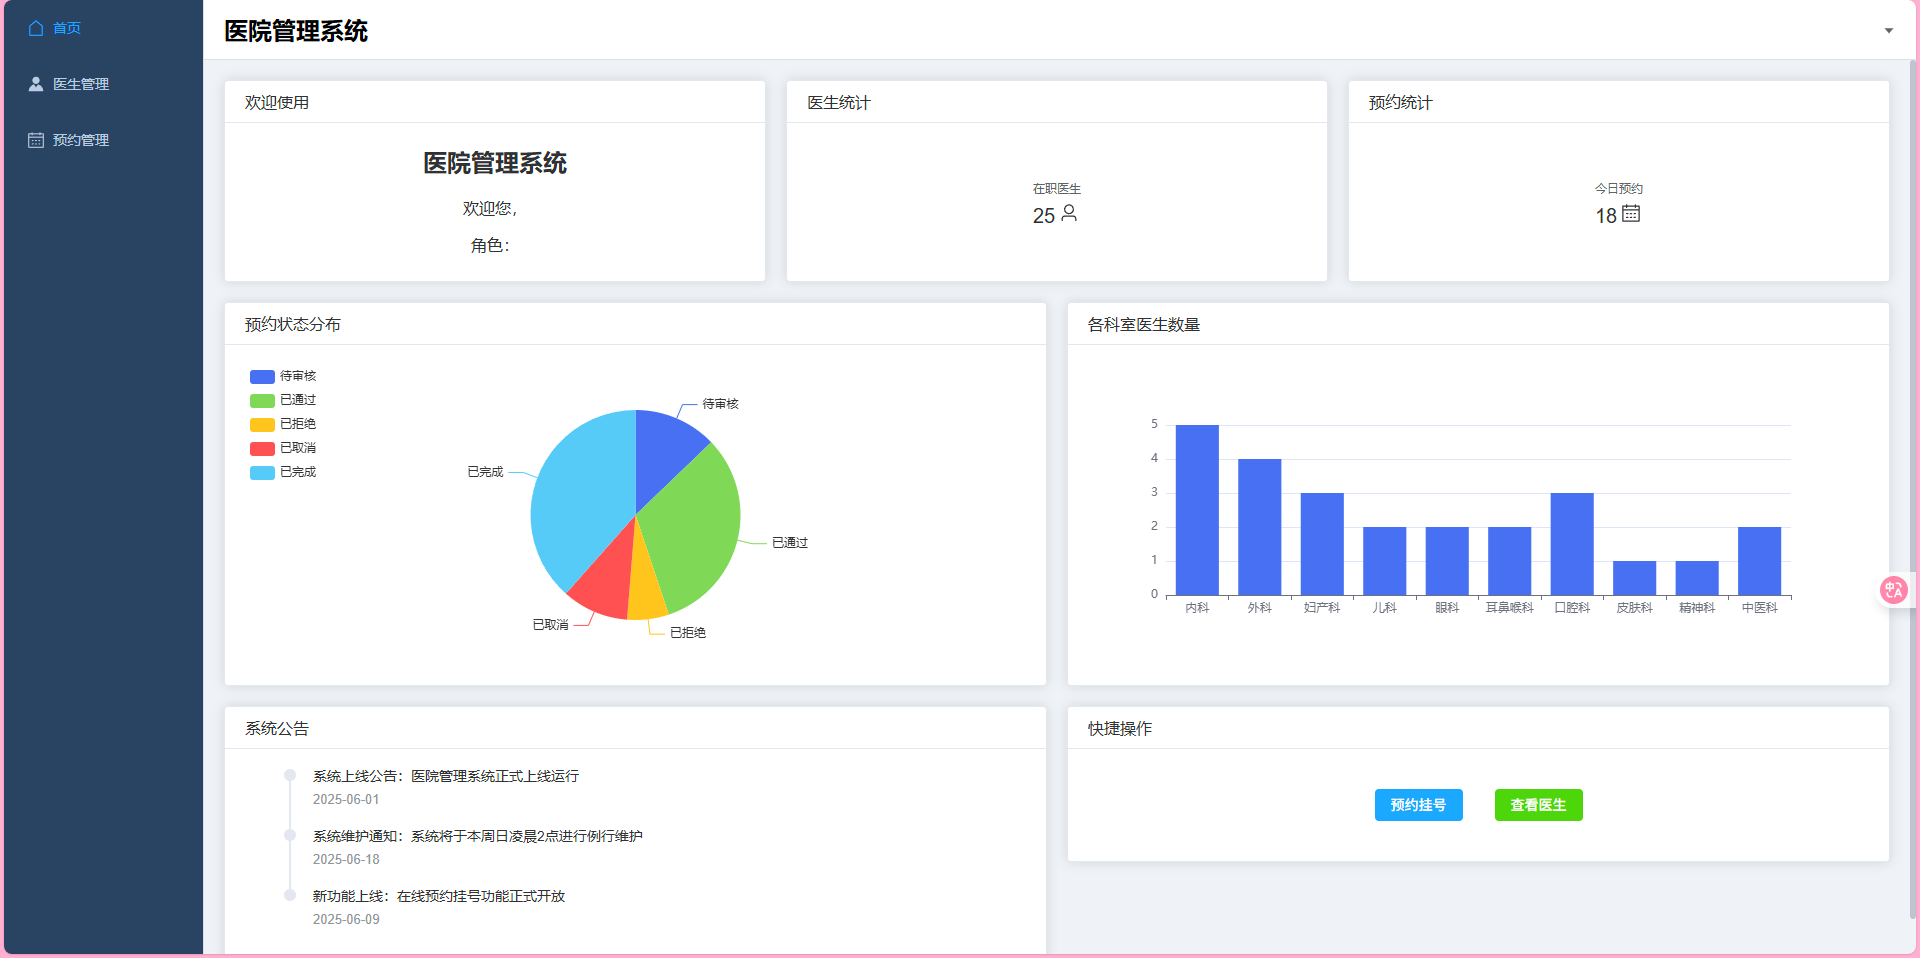 首页
医生管理
预约管理
医院管理系统
欢迎使用
医院管理系统
欢迎您，
角色：
医生统计
在职医生
25
预约统计
今日预约
18
预约状态分布
待审核
已通过
已拒绝
已取消
已完成
待审核
已完成
已通过
已取消
已拒绝
各科室医生数量
5
4
3
2
1
0
内科 外科 妇产科 儿科 眼科 耳鼻喉科 口腔科 皮肤科 精神科 中医科
系统公告
系统上线公告：医院管理系统正式上线运行
2025-06-01
系统维护通知：系统将于本周日凌晨2点进行例行维护
2025-06-18
新功能上线：在线预约挂号功能正式开放
2025-06-09
快捷操作
预约挂号 查看医生
中A